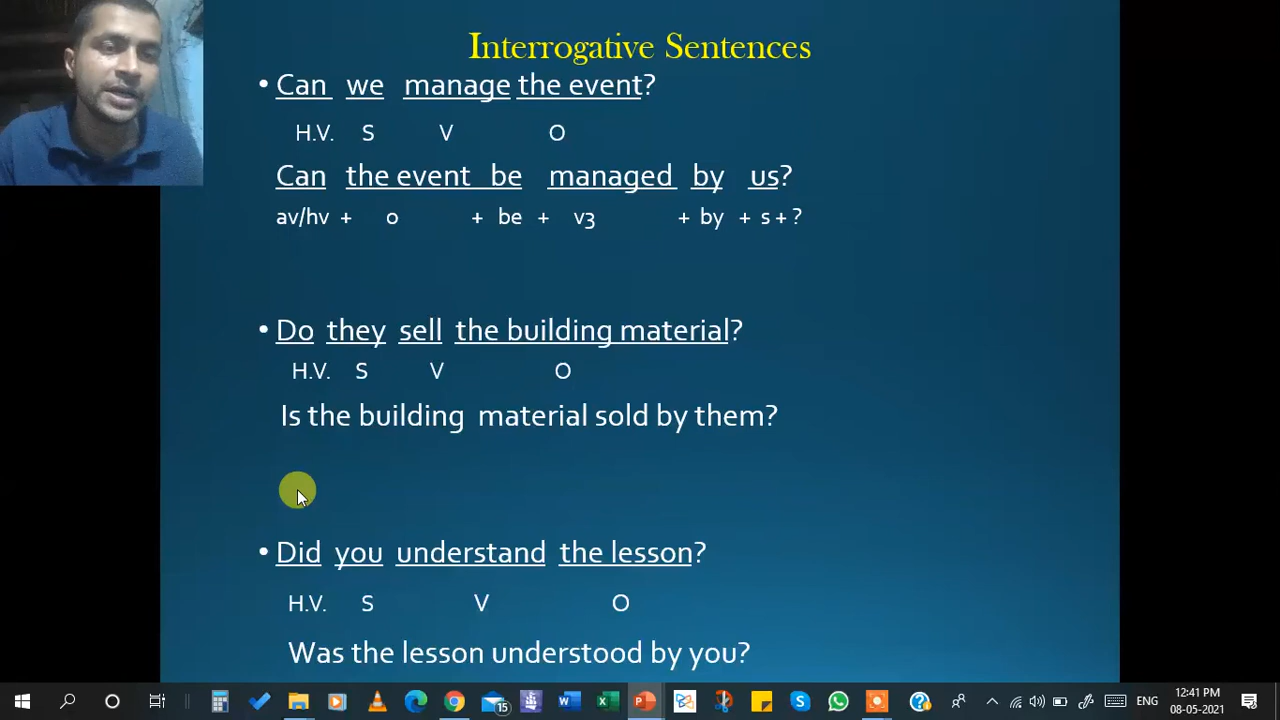 Interrogative Sentences
• Can we manage the event?
H.V. S V O
Can the event be managed by us?
av/hv + o + be + v3 + by + s + ?
• Do they sell the building material?
H.V. S V O
Is the building material sold by them?
• Did you understand the lesson?
H.V. S V O
Was the lesson understood by you?
15
ENG
12:41 PM
08-05-2021
2